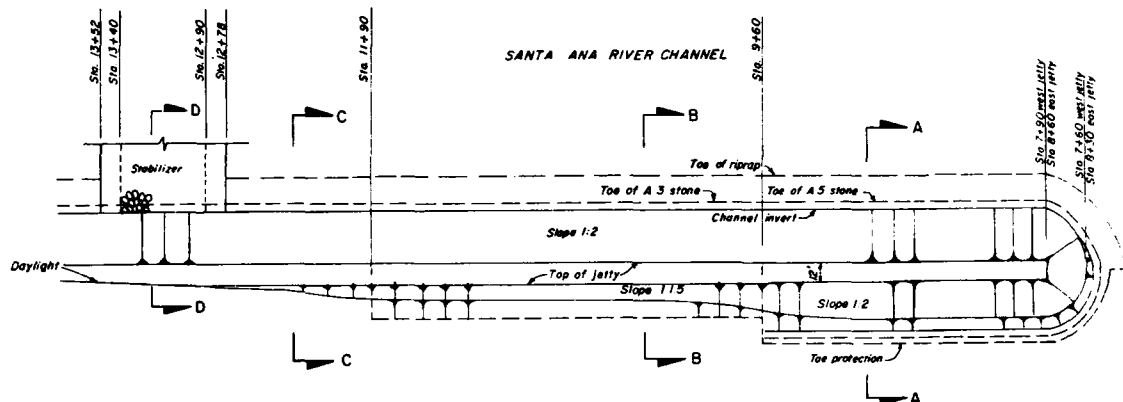 Sta. 13+52
Sta. 13+40
Sta. 12+90
Sta. 12+78
Sta. 11+90
SANTA ANA RIVER CHANNEL
Sta. 9+60
Sta 7+90 west jetty
Sta 8+60 east jetty
Sta 7+60 west jetty
Sta 8+30 east jetty
D
C
B
A
Stabilizer
Toe of riprap
Toe of A 3 stone
Toe of A 5 stone
Channel invert
Slope 1:2
Daylight
Top of jetty
12'
Slope 1:1.5
Slope 1:2
D
C
B
Toe protection
A